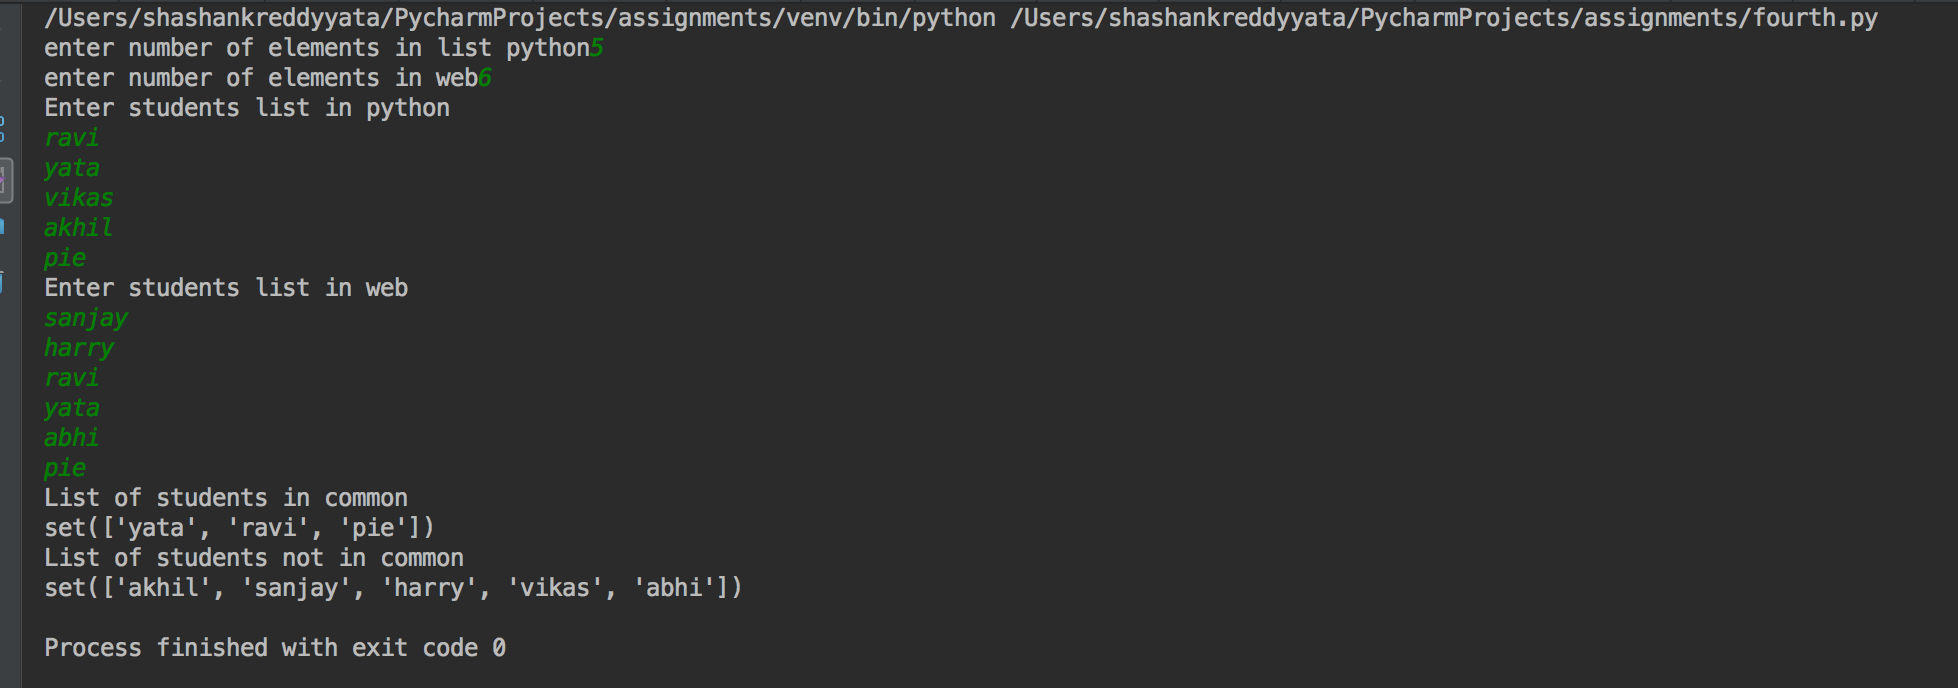 /Users/shashankreddyyata/PycharmProjects/assignments/venv/bin/python /Users/shashankreddyyata/PycharmProjects/assignments/fourth.py
enter number of elements in list python5
enter number of elements in web6
Enter students list in python
ravi
yata
vikas
akhil
pie
Enter students list in web
sanjay
harry
ravi
yata
abhi
pie
List of students in common
set(['yata', 'ravi', 'pie'])
List of students not in common
set(['akhil', 'sanjay', 'harry', 'vikas', 'abhi'])
Process finished with exit code 0